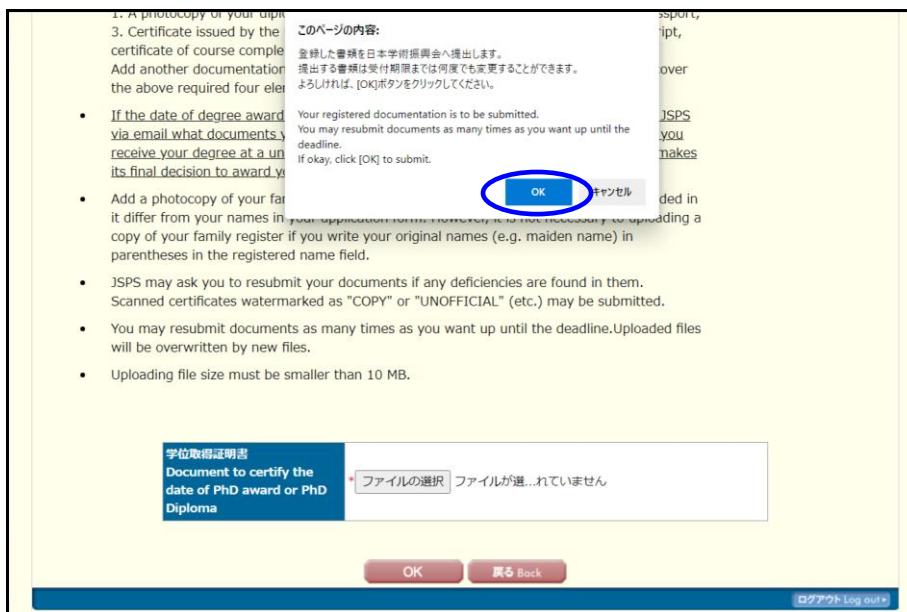 1. A photocopy of your
3. Certificate issued by the
certificate of course comple
Add another documentation
the above required four
sport,
ript,
over
• If the date of degree award
via email what documents y
receive your degree at a un
its final decision to award y
JSPS
you
makes
• Add a photocopy of your
ded in
it differ from your names in your application form. However, it is not necessary to uploading a
copy of your family register if you write your original names (e.g. maiden name) in
parentheses in the registered name field.
• JSPS may ask you to resubmit your documents if any deficiencies are found in them.
Scanned certificates watermarked as "COPY" or "UNOFFICIAL" (etc.) may be submitted.
• You may resubmit documents as many times as you want up until the deadline.Uploaded files
will be overwritten by new files.
• Uploading file size must be smaller than 10 MB.
このページの内容:
登録した書類を日本学術振興会へ提出します。
提出する書類は受付期限までは何度でも変更することができます。
よろしければ、[OK]ボタンをクリックしてください。
Your registered documentation is to be submitted.
You may resubmit documents as many times as you want up until the
deadline.
If okay, click [OK] to submit.
OK キャンセル
学位取得証明書
Document to certify the
date of PhD award or PhD
Diploma
* ファイルの選択 ファイルが選...れていません
OK 戻る Back
ログアウト Log out